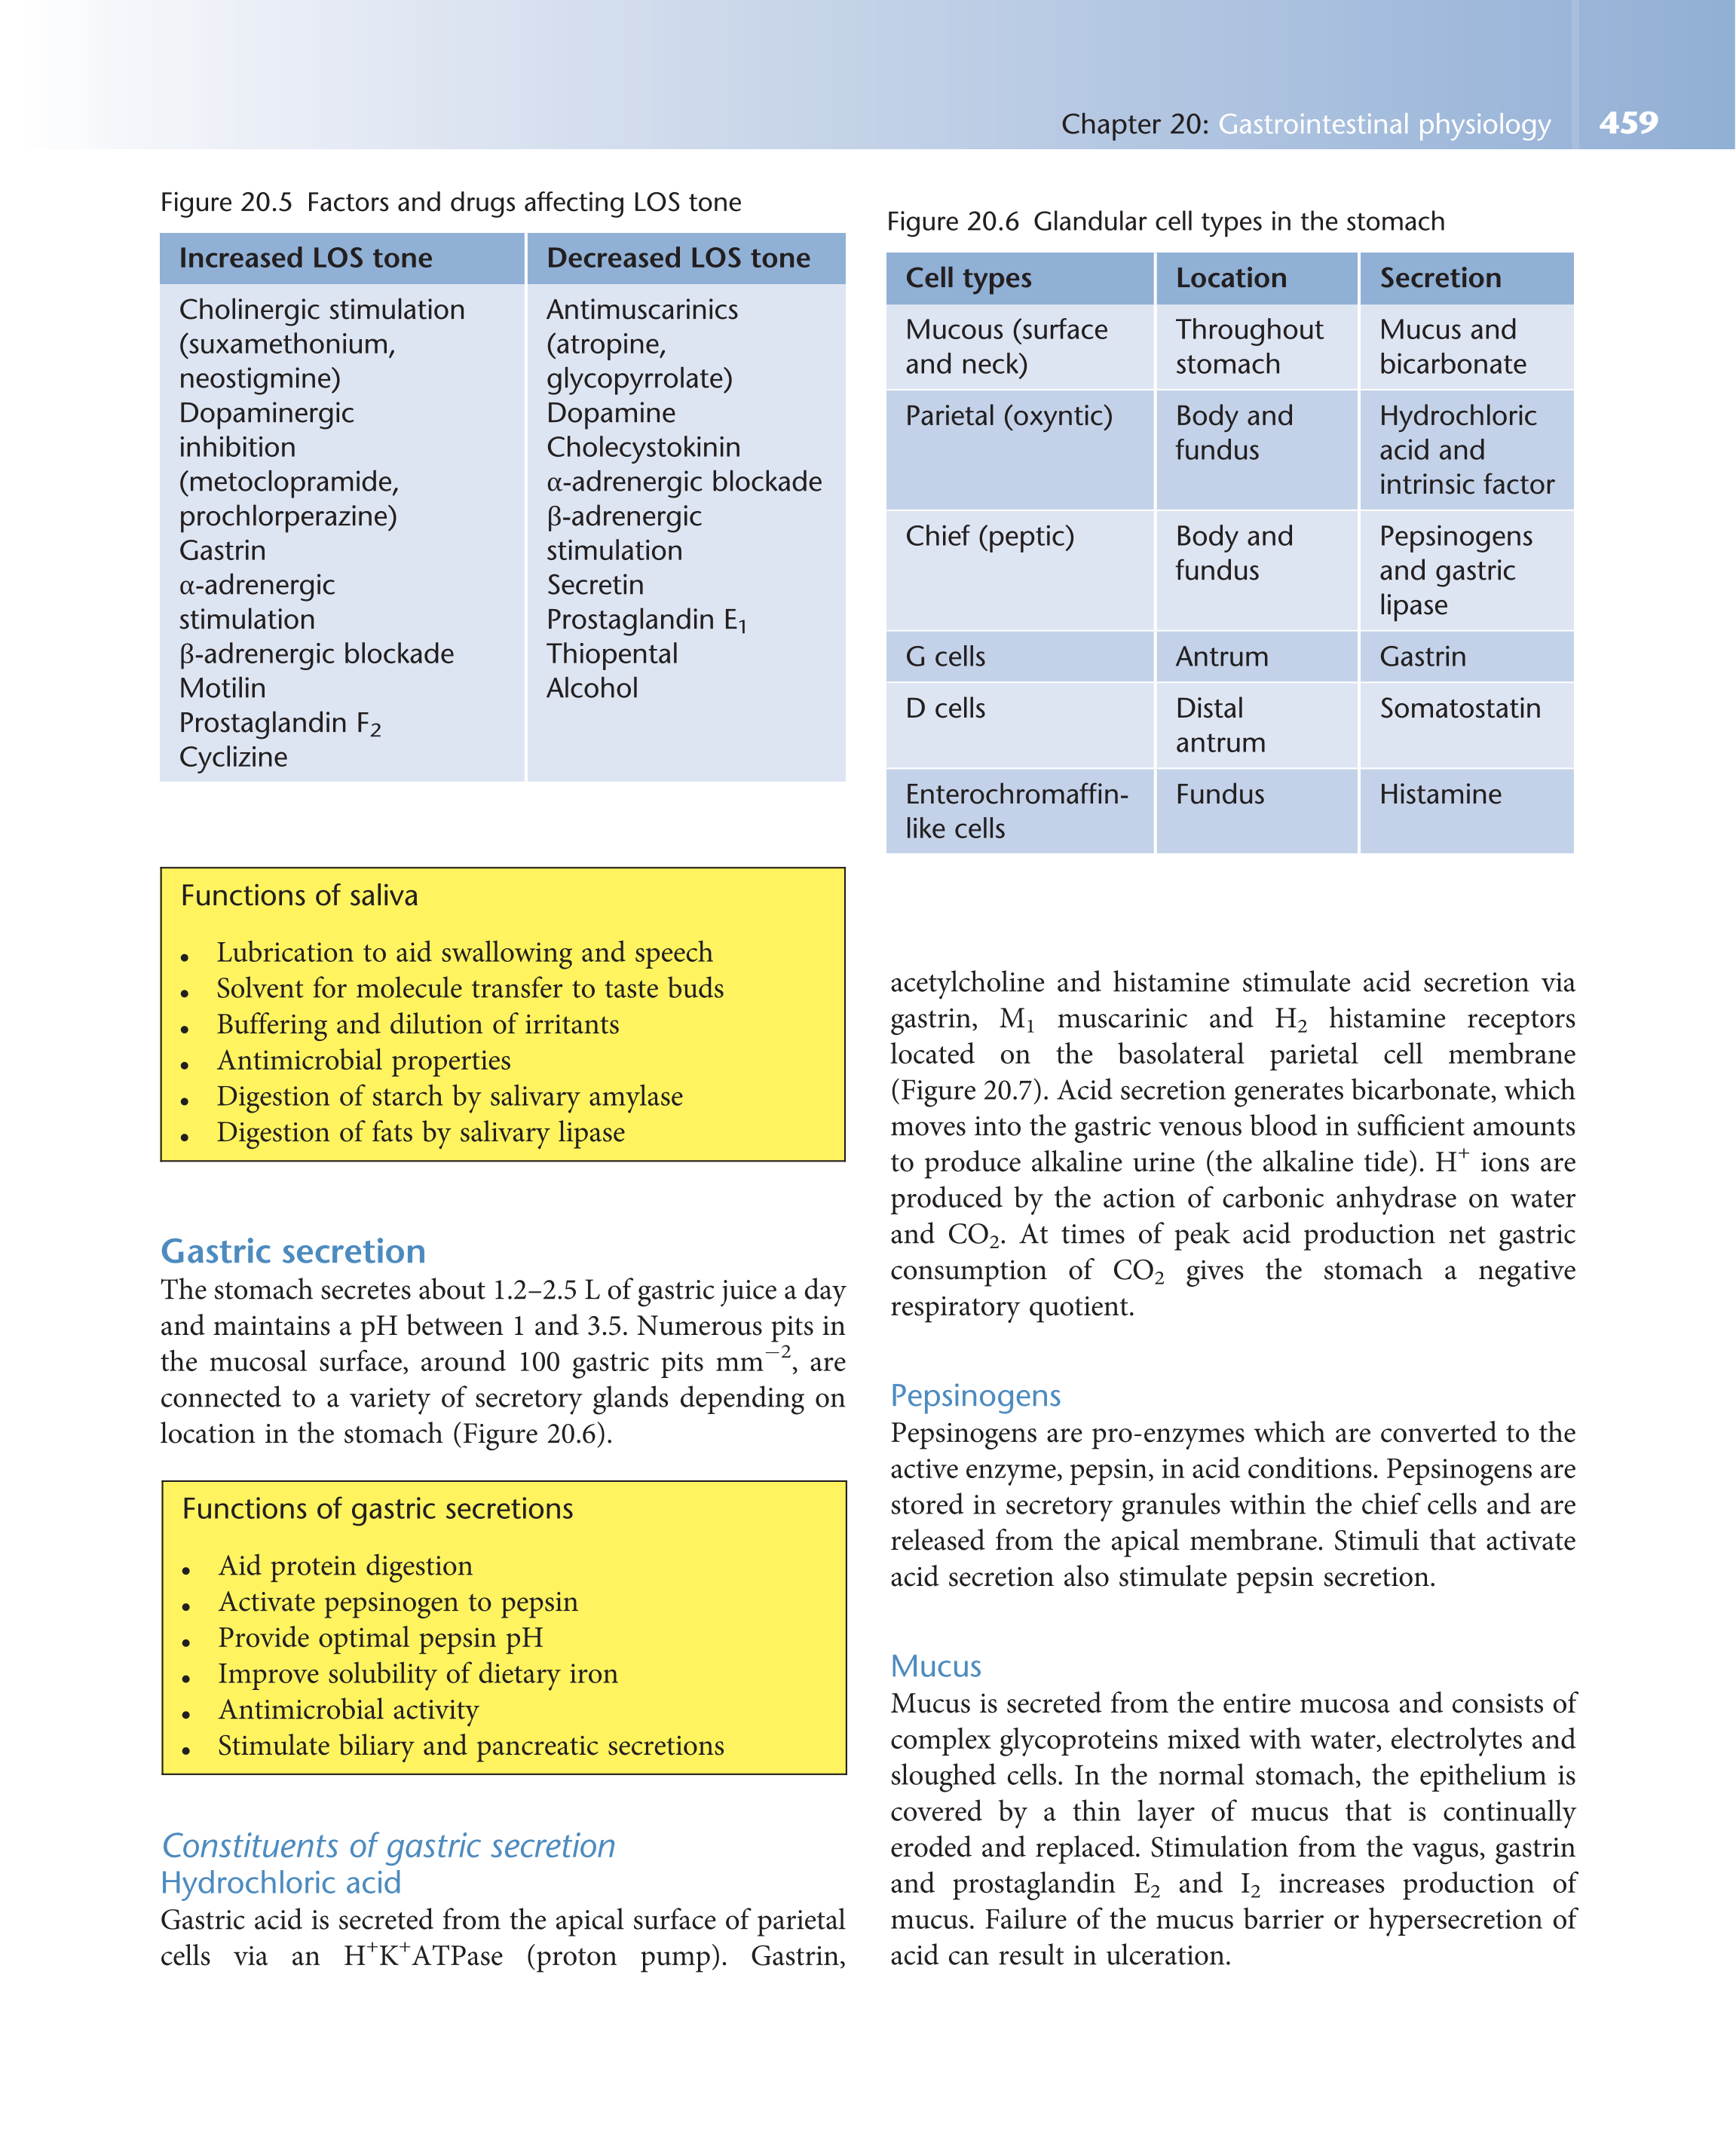 Chapter 20: Gastrointestinal physiology 459
Figure 20.5 Factors and drugs affecting LOS tone
Increased LOS tone
Decreased LOS tone
Cholinergic stimulation
(suxamethonium,
neostigmine)
Dopaminergic
inhibition
(metoclopramide,
prochlorperazine)
Gastrin
α-adrenergic
stimulation
β-adrenergic blockade
Motilin
Prostaglandin F₂
Cyclizine
Antimuscarinics
(atropine,
glycopyrrolate)
Dopamine
Cholecystokinin
α-adrenergic blockade
β-adrenergic
stimulation
Secretin
Prostaglandin E₁
Thiopental
Alcohol
Functions of saliva
• Lubrication to aid swallowing and speech
• Solvent for molecule transfer to taste buds
• Buffering and dilution of irritants
• Antimicrobial properties
• Digestion of starch by salivary amylase
• Digestion of fats by salivary lipase
Gastric secretion
The stomach secretes about 1.2–2.5 L of gastric juice a day
and maintains a pH between 1 and 3.5. Numerous pits in
the mucosal surface, around 100 gastric pits mm⁻², are
connected to a variety of secretory glands depending on
location in the stomach (Figure 20.6).
Functions of gastric secretions
• Aid protein digestion
• Activate pepsinogen to pepsin
• Provide optimal pepsin pH
• Improve solubility of dietary iron
• Antimicrobial activity
• Stimulate biliary and pancreatic secretions
Constituents of gastric secretion
Hydrochloric acid
Gastric acid is secreted from the apical surface of parietal
cells via an H⁺K⁺ATPase (proton pump). Gastrin,
Figure 20.6 Glandular cell types in the stomach
Cell types
Location
Secretion
Mucous (surface
and neck)
Throughout
stomach
Mucus and
bicarbonate
Parietal (oxyntic)
Body and
fundus
Hydrochloric
acid and
intrinsic factor
Chief (peptic)
Body and
fundus
Pepsinogens
and gastric
lipase
G cells
Antrum
Gastrin
D cells
Distal
antrum
Somatostatin
Enterochromaffin-
like cells
Fundus
Histamine
acetylcholine and histamine stimulate acid secretion via
gastrin, M₁ muscarinic and H₂ histamine receptors
located on the basolateral parietal cell membrane
(Figure 20.7). Acid secretion generates bicarbonate, which
moves into the gastric venous blood in sufficient amounts
to produce alkaline urine (the alkaline tide). H⁺ ions are
produced by the action of carbonic anhydrase on water
and CO₂. At times of peak acid production net gastric
consumption of CO₂ gives the stomach a negative
respiratory quotient.
Pepsinogens
Pepsinogens are pro-enzymes which are converted to the
active enzyme, pepsin, in acid conditions. Pepsinogens are
stored in secretory granules within the chief cells and are
released from the apical membrane. Stimuli that activate
acid secretion also stimulate pepsin secretion.
Mucus
Mucus is secreted from the entire mucosa and consists of
complex glycoproteins mixed with water, electrolytes and
sloughed cells. In the normal stomach, the epithelium is
covered by a thin layer of mucus that is continually
eroded and replaced. Stimulation from the vagus, gastrin
and prostaglandin E₂ and I₂ increases production of
mucus. Failure of the mucus barrier or hypersecretion of
acid can result in ulceration.